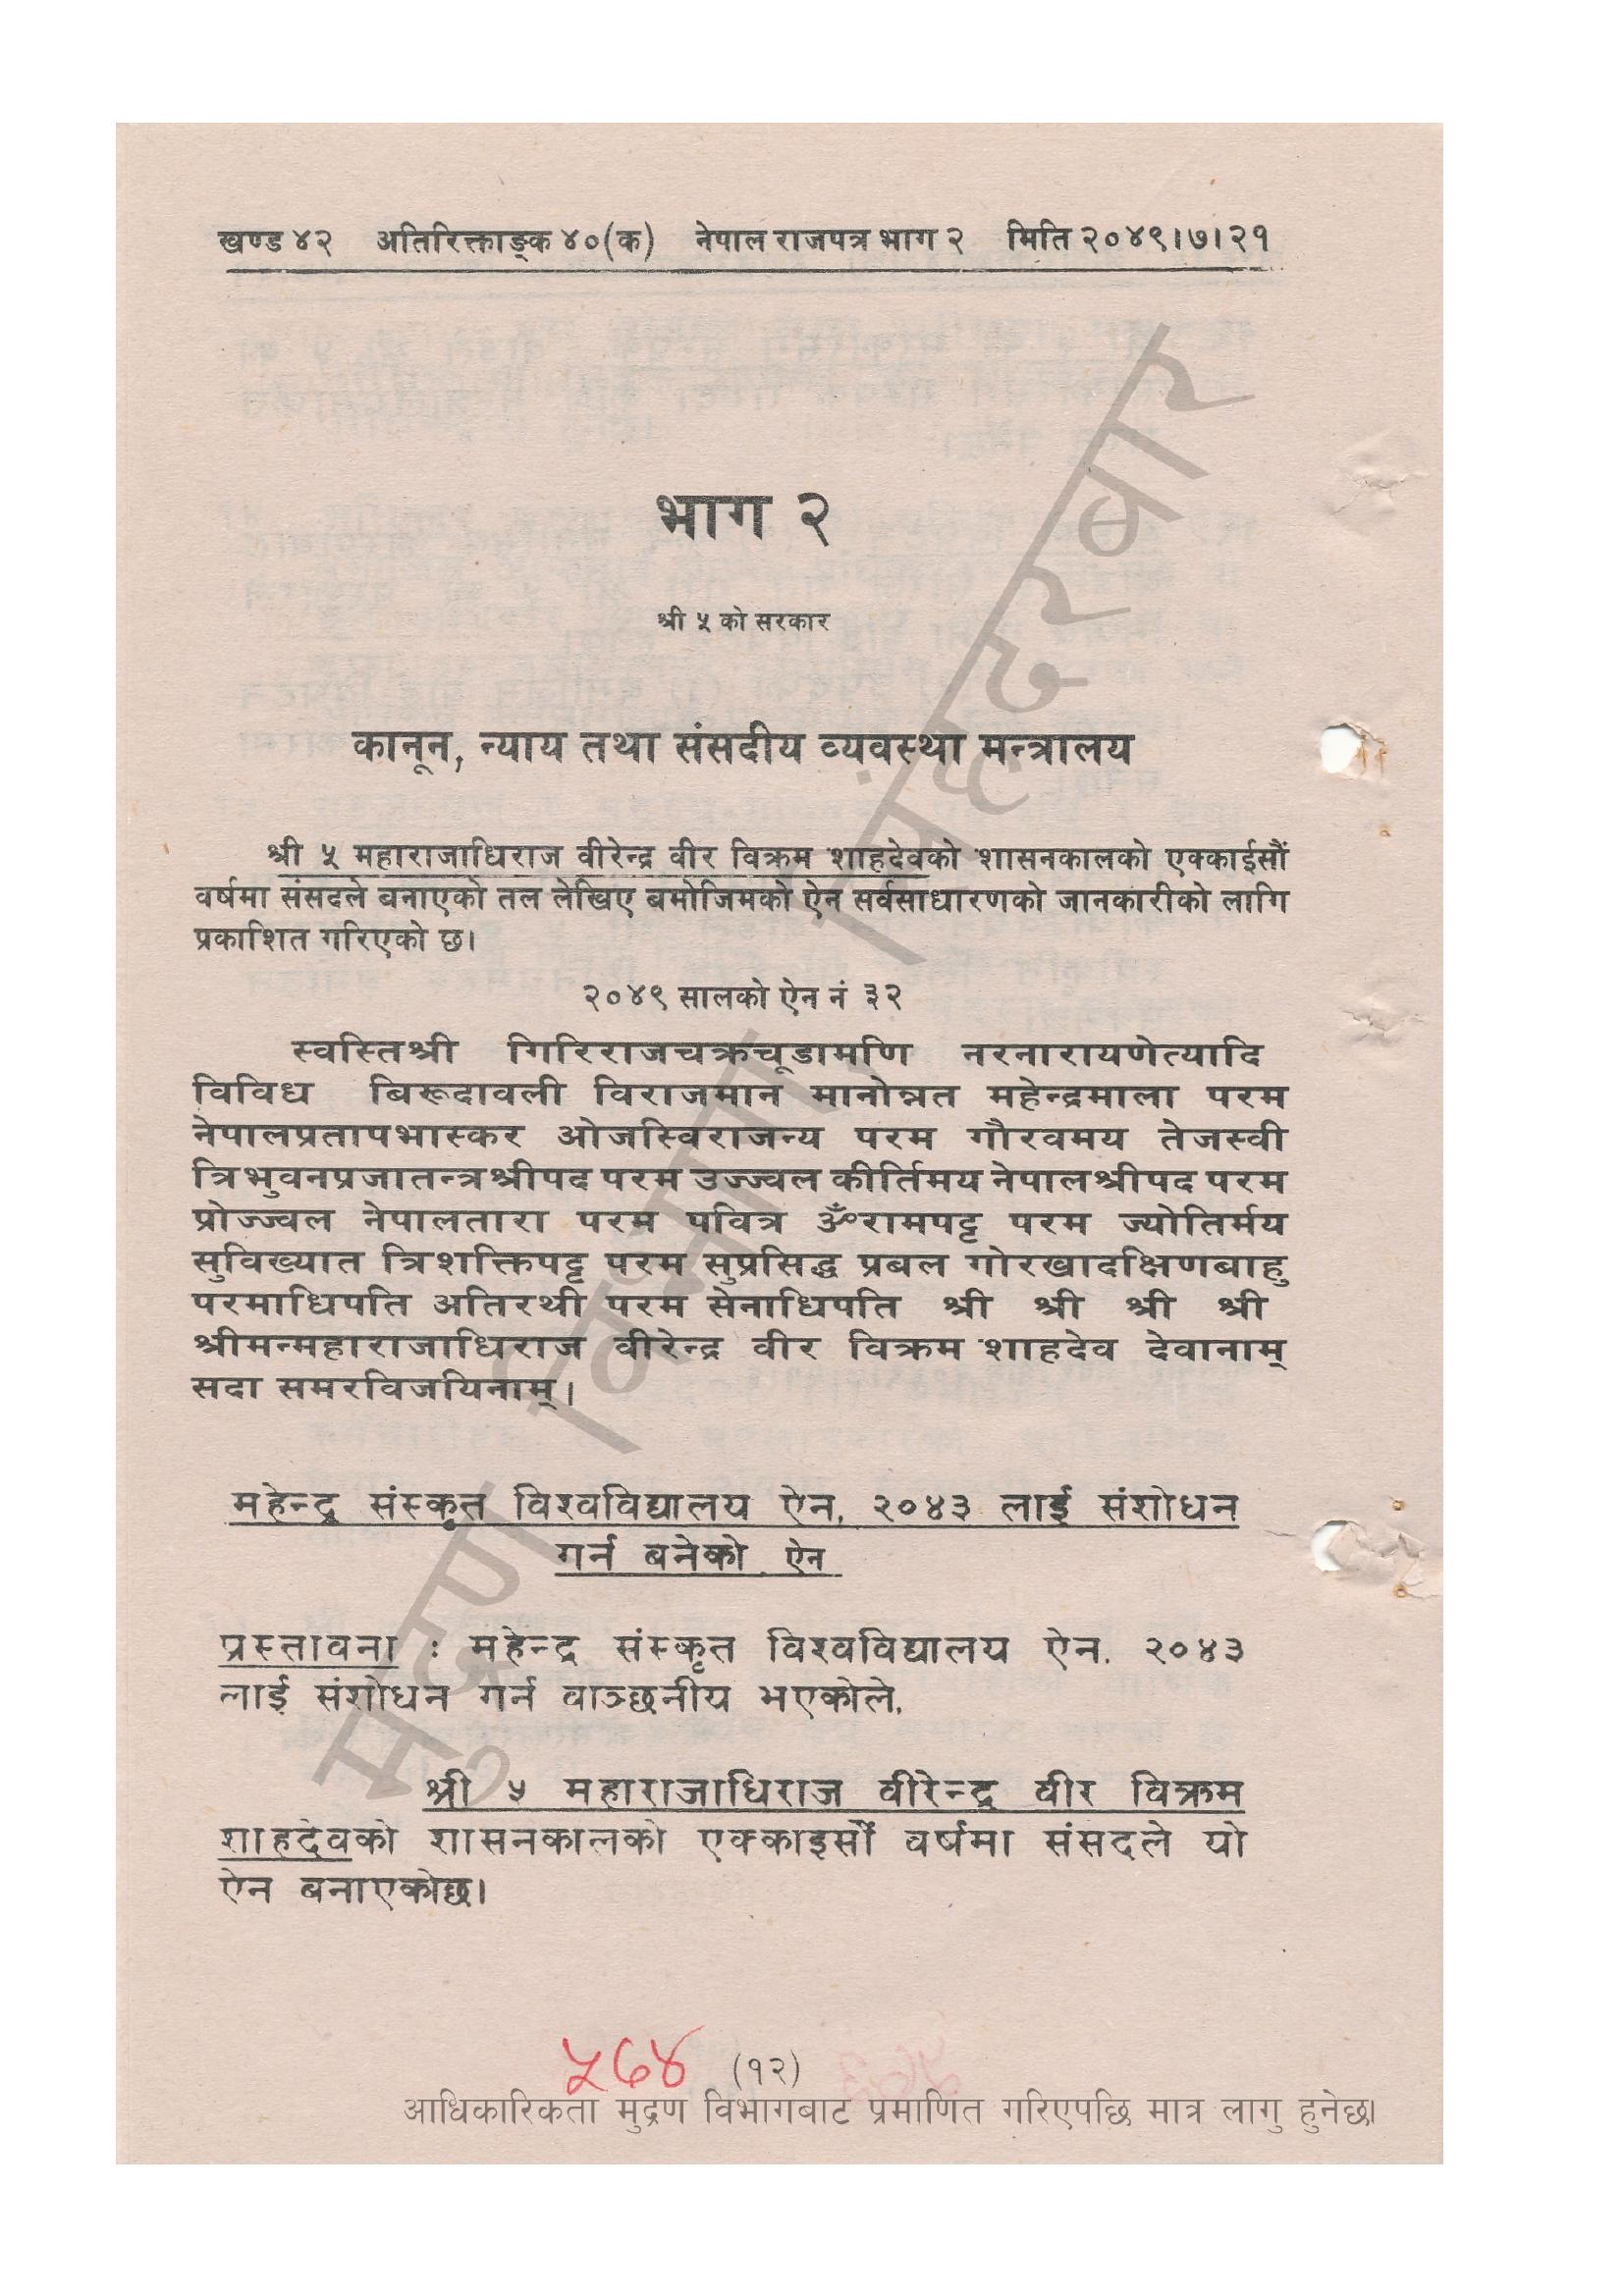 खण्ड ४२ अतिरिक्ताङ्क ४०(क) नेपाल राजपत्र भाग २ मिति २०४९।७।२१
भाग २
श्री ५ को सरकार
कानून, न्याय तथा संसदीय व्यवस्था मन्त्रालय
श्री ५ महाराजाधिराज वीरेन्द्र वीर विक्रम शाहदेवको शासनकालको एक्काईसौं
वर्षमा संसदले बनाएको तल लेखिए बमोजिमको ऐन सर्वसाधारणको जानकारीको लागि
प्रकाशित गरिएको छ।
२०४९ सालको ऐन नं ३२
स्वस्तिश्री गिरिराजचक्रचूडामणि नरनारायणेत्यादि
विविध बिरूदावली विराजमान मानोन्नत महेन्द्रमाला परम
नेपालप्रतापभास्कर ओजस्विराजन्य परम गौरवमय तेजस्वी
त्रिभुवनप्रजातन्त्रश्रीपद परम उज्ज्वल कीर्तिमय नेपालश्रीपद परम
प्रोज्ज्वल नेपालतारा परम पवित्र ॐरामपट्ट परम ज्योतिर्मय
सुविख्यात त्रिशक्तिपट्ट परम सुप्रसिद्ध प्रबल गोरखादक्षिणबाहु
परमाधिपति अतिरथी परम सेनाधिपति श्री श्री श्री श्री
श्रीमन्महाराजाधिराज वीरेन्द्र वीर विक्रम शाहदेव देवानाम्
सदा समरविजयिनाम्।
महेन्द्र संस्कृत विश्वविद्यालय ऐन, २०४३ लाई संशोधन
गर्न बनेको ऐन
प्रस्तावना : महेन्द्र संस्कृत विश्वविद्यालय ऐन, २०४३
लाई संशोधन गर्न वाञ्छनीय भएकोले,
श्री ५ महाराजाधिराज वीरेन्द्र वीर विक्रम
शाहदेवको शासनकालको एक्काइसौं वर्षमा संसदले यो
ऐन बनाएकोछ।
५७४ (१२)
आधिकारिकता मुद्रण विभागबाट प्रमाणित गरिएपछि मात्र लागु हुनेछ।
मुद्रण विभाग, सिंहदरबार